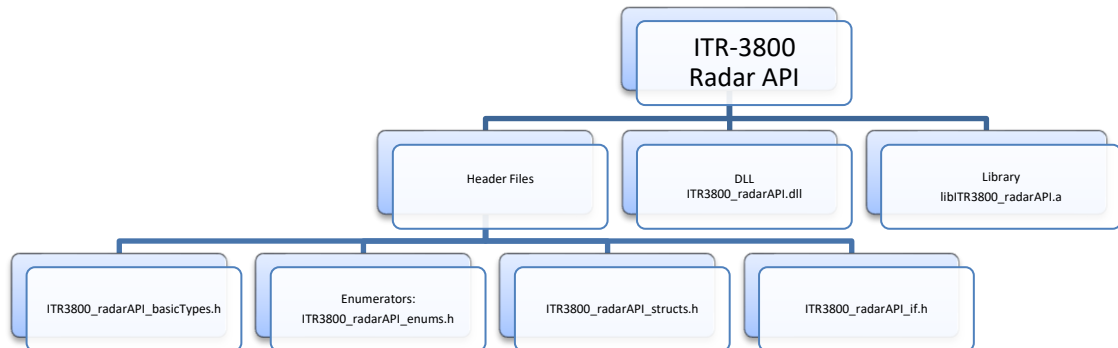 ITR-3800
Radar API
Header Files
DLL
ITR3800_radarAPI.dll
Library
libITR3800_radarAPI.a
ITR3800_radarAPI_basicTypes.h
Enumerators:
ITR3800_radarAPI_enums.h
ITR3800_radarAPI_structs.h
ITR3800_radarAPI_if.h